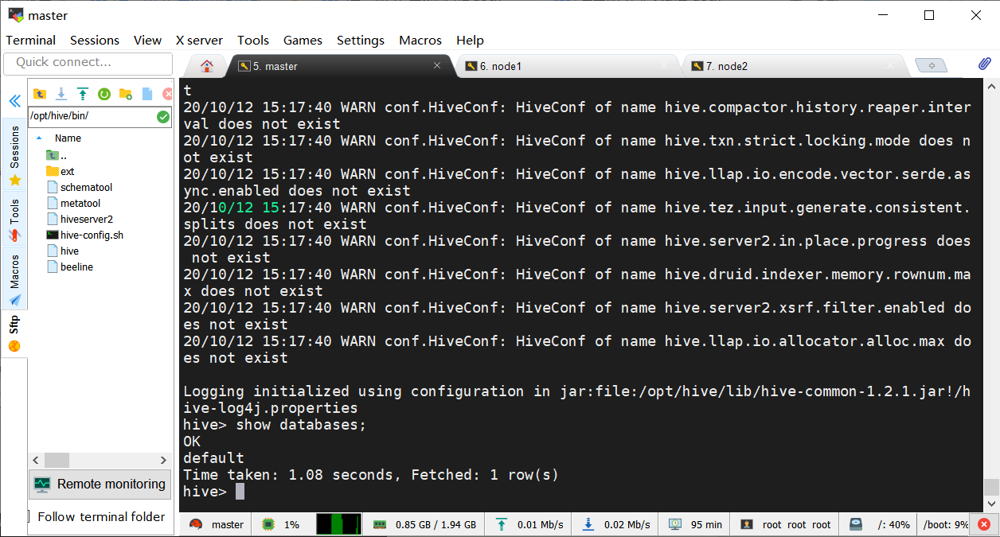 master
Terminal Sessions View X server Tools Games Settings Macros Help
Quick connect...
5. master
6. node1
7. node2
/opt/hive/bin/
Name
..
ext
schematool
metatool
hiveserver2
hive-config.sh
hive
beeline
Sessions
Tools
Macros
Sftp
Remote monitoring
Follow terminal folder
t
20/10/12 15:17:40 WARN conf.HiveConf: HiveConf of name hive.compactor.history.reaper.inter
val does not exist
20/10/12 15:17:40 WARN conf.HiveConf: HiveConf of name hive.txn.strict.locking.mode does n
ot exist
20/10/12 15:17:40 WARN conf.HiveConf: HiveConf of name hive.llap.io.encode.vector.serde.as
ync.enabled does not exist
20/10/12 15:17:40 WARN conf.HiveConf: HiveConf of name hive.tez.input.generate.consistent.
splits does not exist
20/10/12 15:17:40 WARN conf.HiveConf: HiveConf of name hive.server2.in.place.progress does
 not exist
20/10/12 15:17:40 WARN conf.HiveConf: HiveConf of name hive.druid.indexer.memory.rownum.ma
x does not exist
20/10/12 15:17:40 WARN conf.HiveConf: HiveConf of name hive.server2.xsrf.filter.enabled do
es not exist
20/10/12 15:17:40 WARN conf.HiveConf: HiveConf of name hive.llap.io.allocator.alloc.max do
es not exist
Logging initialized using configuration in jar:file:/opt/hive/lib/hive-common-1.2.1.jar!/h
ive-log4j.properties
hive> show databases;
OK
default
Time taken: 1.08 seconds, Fetched: 1 row(s)
hive>
master 1% 0.85 GB / 1.94 GB 0.01 Mb/s 0.02 Mb/s 95 min root root root /: 40% /boot: 9%